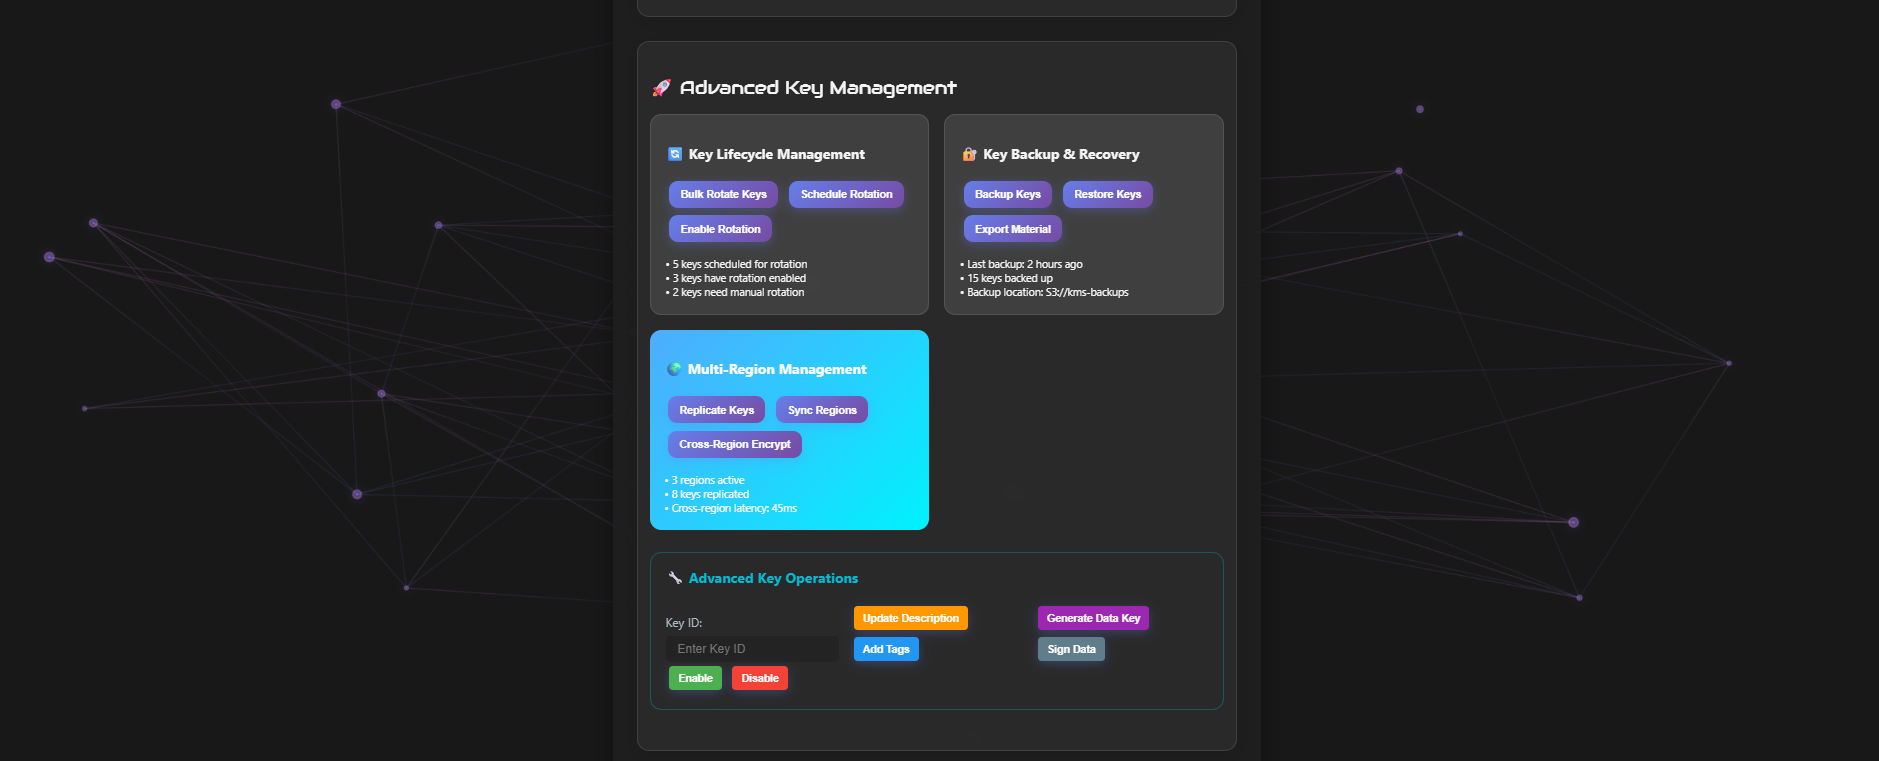 Advanced Key Management
Key Lifecycle Management
Bulk Rotate Keys
Schedule Rotation
Enable Rotation
• 5 keys scheduled for rotation
• 3 keys have rotation enabled
• 2 keys need manual rotation
Key Backup & Recovery
Backup Keys
Restore Keys
Export Material
• Last backup: 2 hours ago
• 15 keys backed up
• Backup location: S3://kms-backups
Multi-Region Management
Replicate Keys
Sync Regions
Cross-Region Encrypt
• 3 regions active
• 8 keys replicated
• Cross-region latency: 45ms
Advanced Key Operations
Key ID:
Enter Key ID
Enable
Disable
Update Description
Add Tags
Generate Data Key
Sign Data